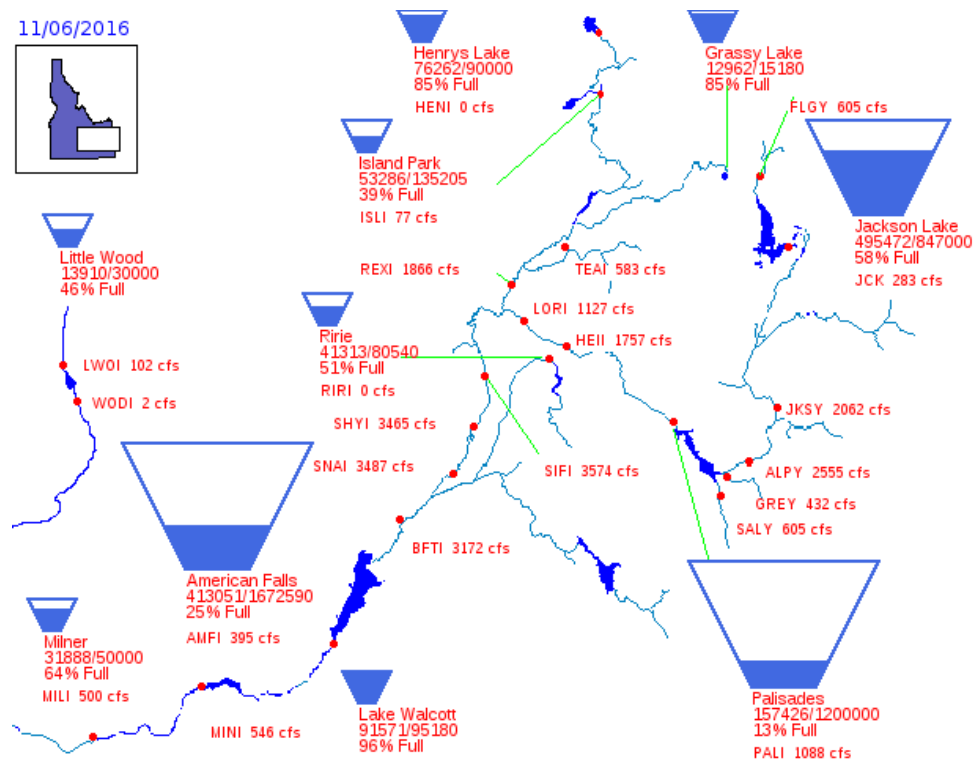 11/06/2016
Henrys Lake
76262/90000
85% Full
HENI 0 cfs
Grassy Lake
12962/15180
85% Full
FLGY 605 cfs
Island Park
53286/135205
39% Full
ISLI 77 cfs
Jackson Lake
495472/847000
58% Full
JCK 283 cfs
Little Wood
13910/30000
46% Full
REXI 1866 cfs
TEAI 583 cfs
LORI 1127 cfs
HEII 1757 cfs
Ririe
41313/80540
51% Full
RIRI 0 cfs
LWOI 102 cfs
WODI 2 cfs
SHYI 3465 cfs
JKSY 2062 cfs
SNAI 3487 cfs
SIFI 3574 cfs
ALPY 2555 cfs
GREY 432 cfs
SALY 605 cfs
BFTI 3172 cfs
American Falls
413051/1672590
25% Full
AMFI 395 cfs
Milner
31888/50000
64% Full
MILI 500 cfs
MINI 546 cfs
Lake Walcott
91571/95180
96% Full
Palisades
157426/1200000
13% Full
PALI 1088 cfs